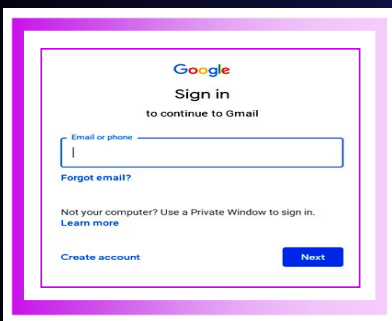 Google
Sign in
to continue to Gmail
Email or phone
Forgot email?
Not your computer? Use a Private Window to sign in.
Learn more
Create account
Next